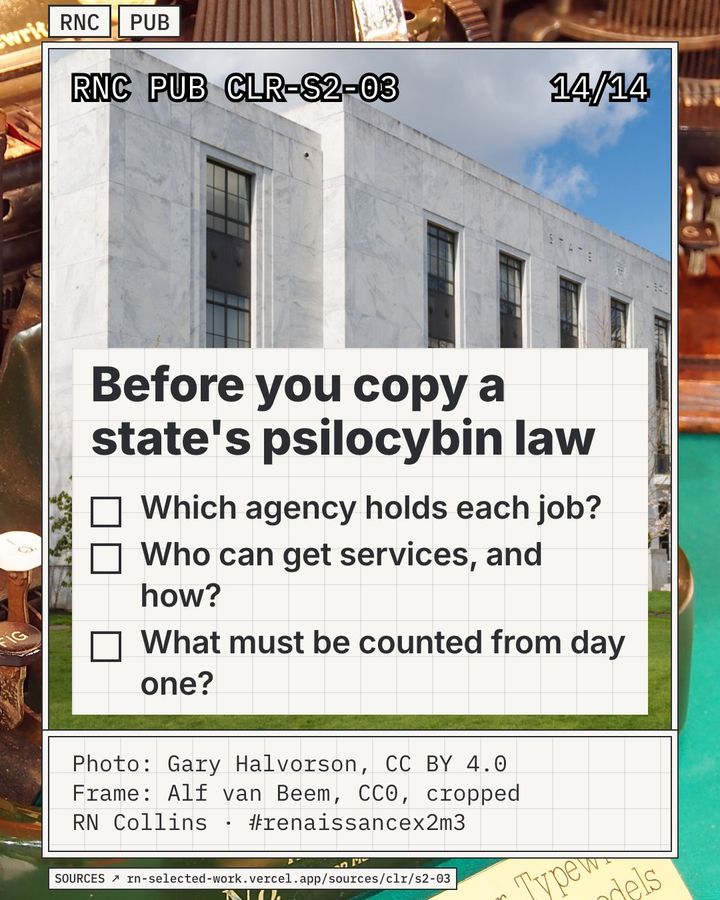 RNC PUB
RNC PUB CLR-S2-03 14/14
STATE
Before you copy a
state's psilocybin law
Which agency holds each job?
Who can get services, and
how?
What must be counted from day
one?
Photo: Gary Halvorson, CC BY 4.0
Frame: Alf van Beem, CC0, cropped
RN Collins · #renaissancex2m3
SOURCES ↗ rn-selected-work.vercel.app/sources/clr/s2-03